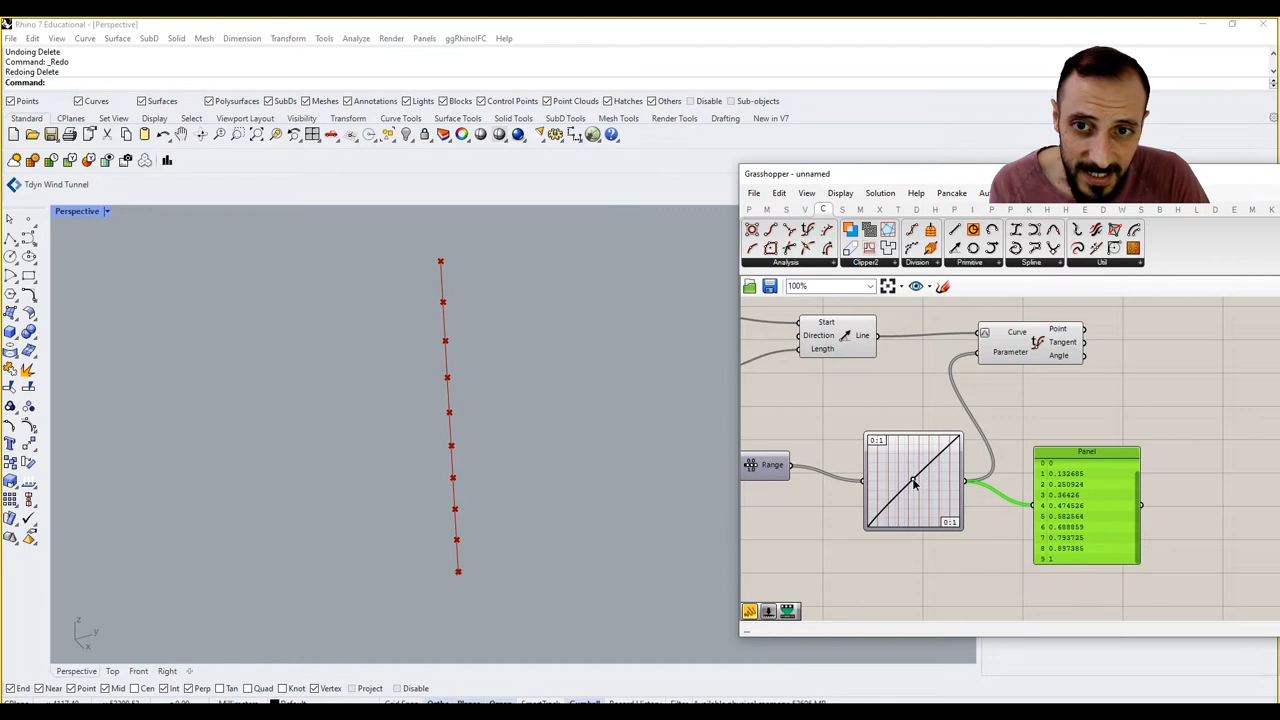 Rhino 7 Educational - [Perspective]
File Edit View Curve Surface SubD Solid Mesh Dimension Transform Tools Analyze Render Panels ggRhinoIFC Help
Undoing Delete
Command: _Redo
Redoing Delete
Command:
Points Curves Surfaces Polysurfaces SubDs Meshes Annotations Lights Blocks Control Points Point Clouds Hatches Others Disable Sub-objects
Standard CPlanes Set View Display Select Viewport Layout Visibility Transform Curve Tools Surface Tools Solid Tools SubD Tools Mesh Tools Render Tools Drafting New in V7
Tdyn Wind Tunnel
Perspective
Grasshopper - unnamed
File Edit View Display Solution Help Pancake
P M S V C S M X T D H F I P K H E D B A L C T L D E M K
Analysis Clipper2 Division Primitive Spline Util
100%
Start
Direction
Length
Line
Curve
Parameter
Point
Tangent
Angle
Range
0:1
0:1
Panel
0 0
1 0.132685
2 0.250924
3 0.36426
4 0.474526
5 0.582564
6 0.688859
7 0.793725
8 0.897385
9 1
z
y
x
Perspective Top Front Right
End Near Point Mid Cen Int Perp Tan Quad Knot Vertex Project Disable